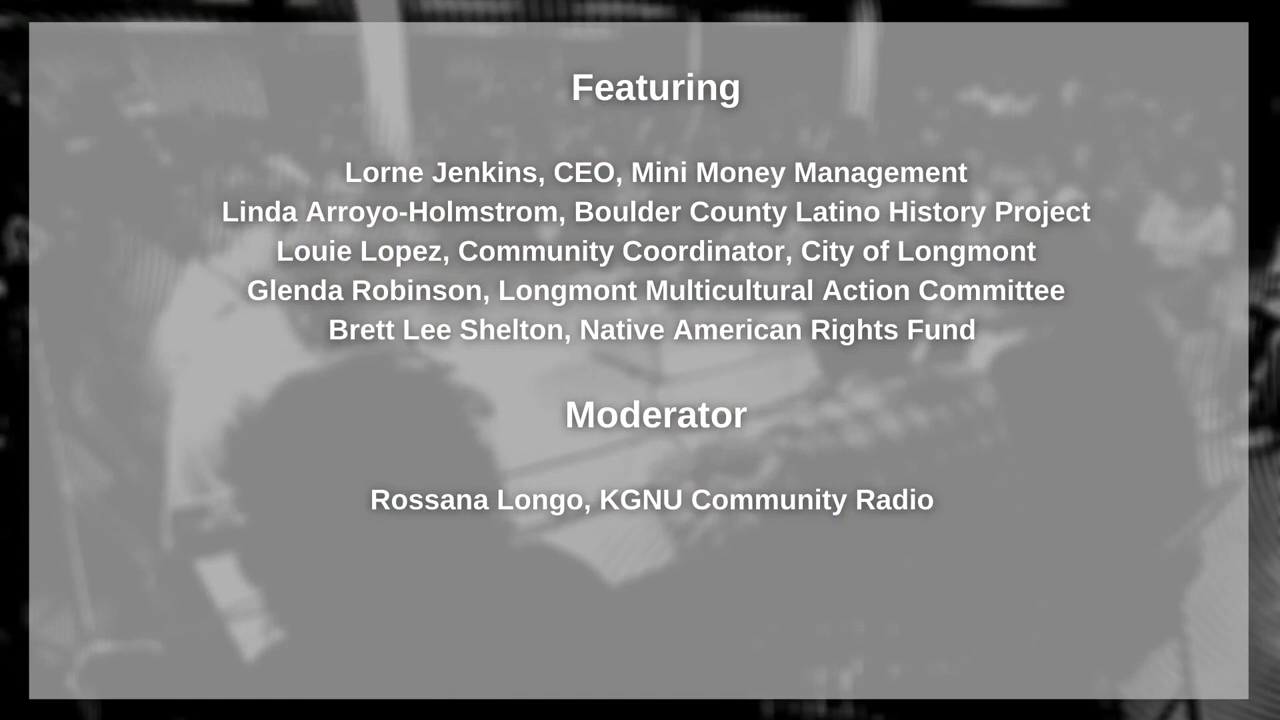 Featuring
Lorne Jenkins, CEO, Mini Money Management
Linda Arroyo-Holmstrom, Boulder County Latino History Project
Louie Lopez, Community Coordinator, City of Longmont
Glenda Robinson, Longmont Multicultural Action Committee
Brett Lee Shelton, Native American Rights Fund
Moderator
Rossana Longo, KGNU Community Radio